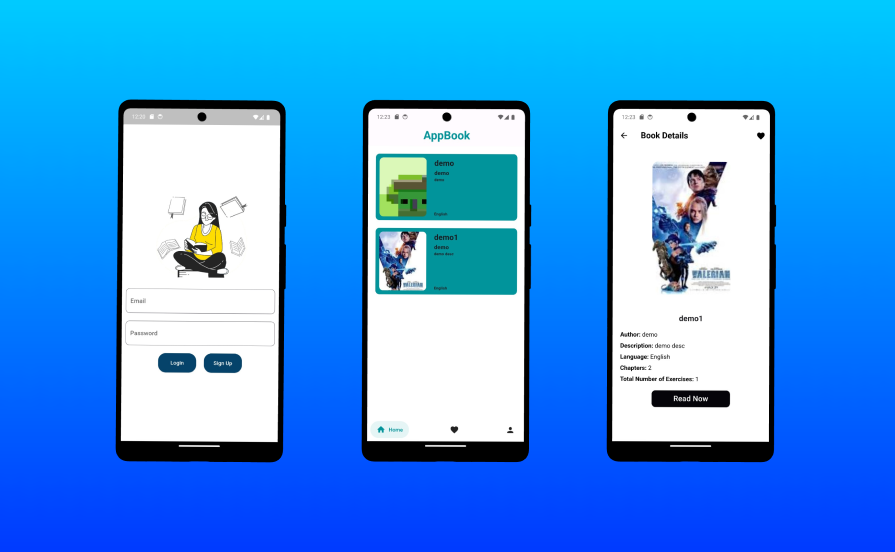 12:23
Email
Password
Login
Sign Up
12:23
AppBook
demo
demo
demo
English
demo1
demo
demo desc
VALERIAN
English
Home
12:23
Book Details
VALERIAN
demo1
Author: demo
Description: demo desc
Language: English
Chapters: 2
Total Number of Exercises: 1
Read Now